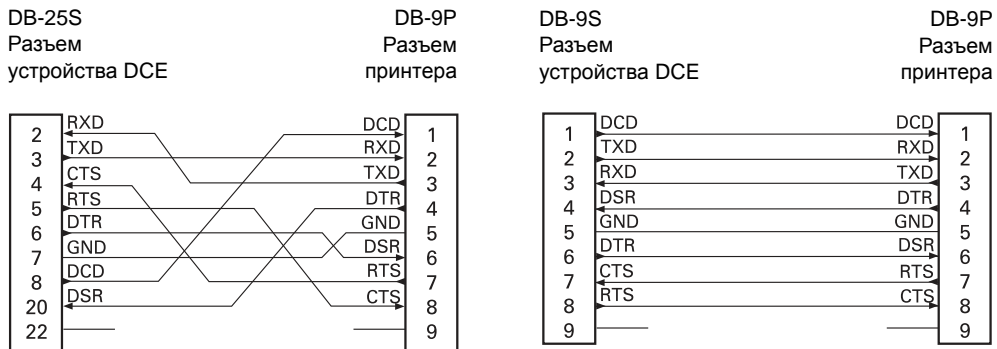 DB-25S DB-9P
Разъем Разъем
устройства DCE принтера
2 RXD DCD 1
3 TXD RXD 2
4 CTS TXD 3
5 RTS DTR 4
6 DTR GND 5
7 GND DSR 6
8 DCD RTS 7
20 DSR CTS 8
22 9
DB-9S DB-9P
Разъем Разъем
устройства DCE принтера
1 DCD DCD 1
2 TXD RXD 2
3 RXD TXD 3
4 DSR DTR 4
5 GND GND 5
6 DTR DSR 6
7 CTS RTS 7
8 RTS CTS 8
9 9